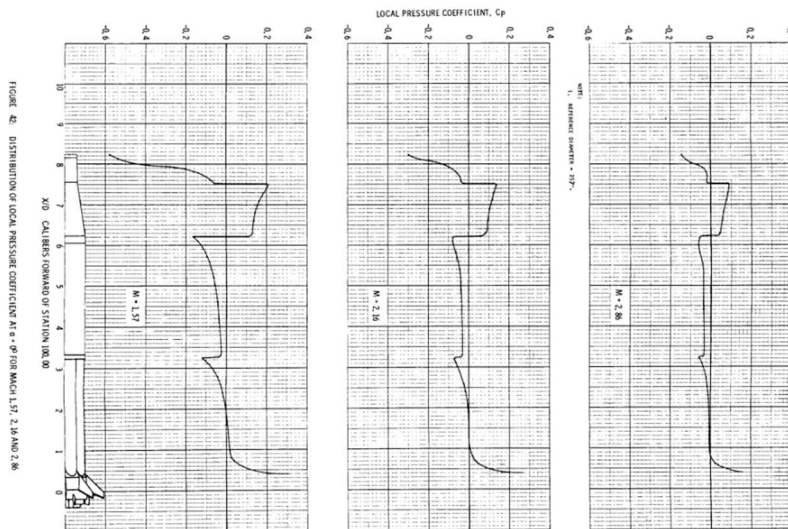 LOCAL PRESSURE COEFFICIENT, Cp
-0.6 -0.4 -0.2 0 0.2 0.4
-0.6 -0.4 -0.2 0 0.2 0.4
-0.6 -0.4 -0.2 0 0.2 0.4
NOTE:
1. REFERENCE DIAMETER =
M = 1.57
M = 2.16
M = 2.86
10 9 8 7 6 5 4 3 2 1 0
X/D CALIBERS FORWARD OF STATION 100.00
FIGURE 42. DISTRIBUTION OF LOCAL PRESSURE COEFFICIENT AT α = 0° FOR MACH 1.57, 2.16 AND 2.86